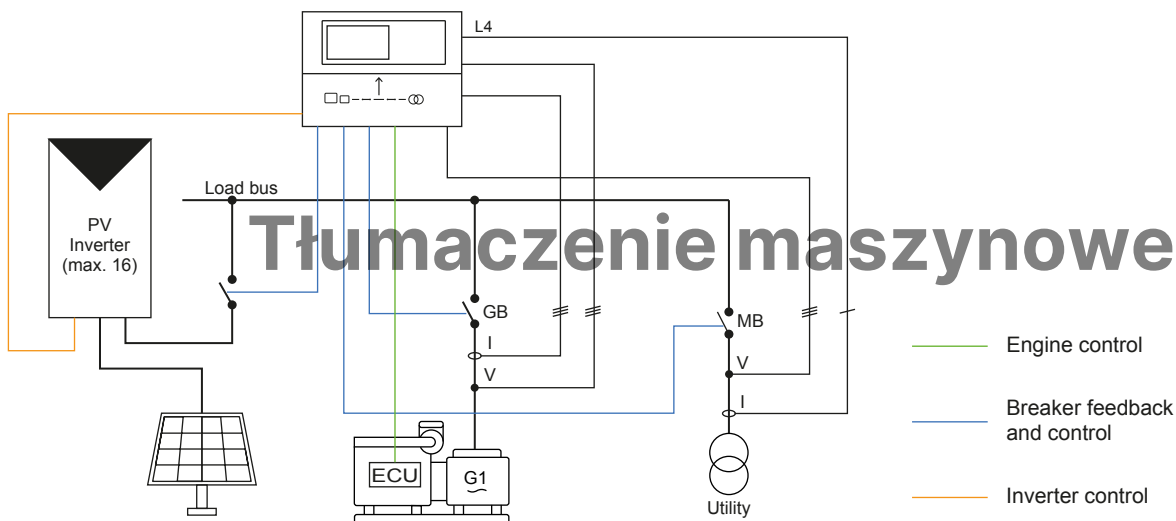 L4
Load bus
PV
Inverter
(max. 16)
Tłumaczenie maszynowe
GB
I
V
MB
V
I
ECU
G1
Utility
Engine control
Breaker feedback
and control
Inverter control